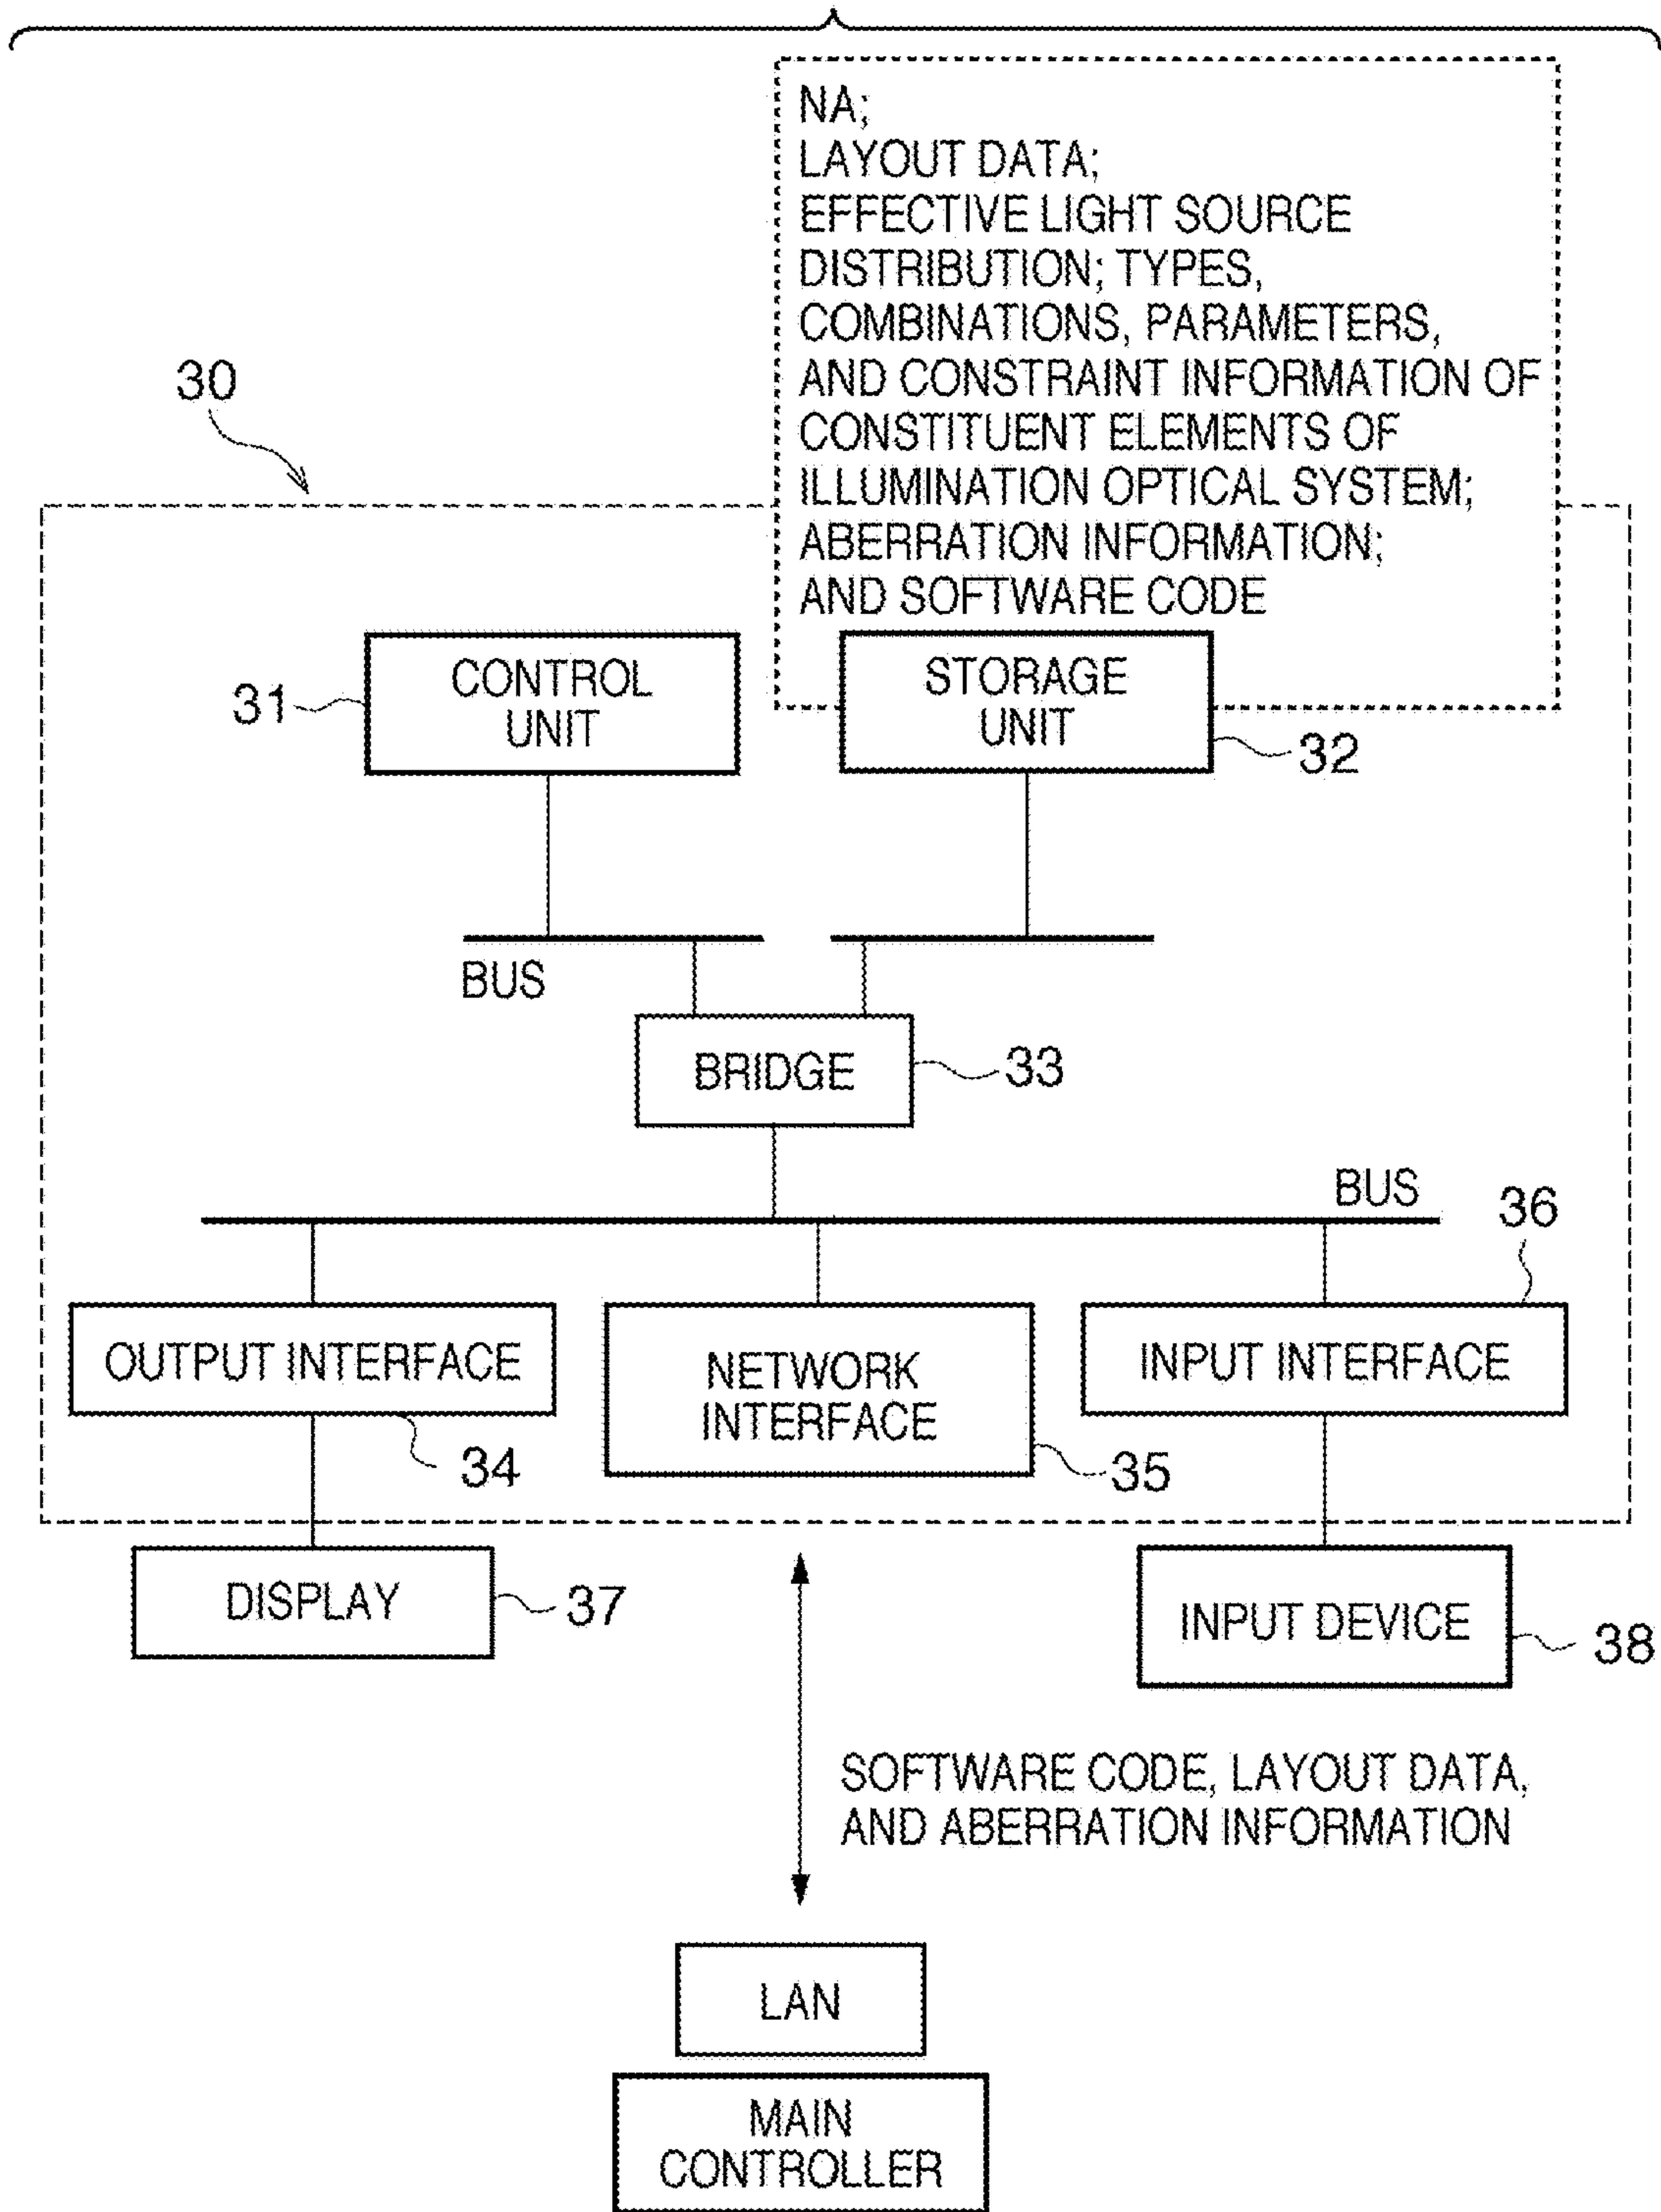 NA;
LAYOUT DATA;
EFFECTIVE LIGHT SOURCE
DISTRIBUTION; TYPES,
COMBINATIONS, PARAMETERS,
AND CONSTRAINT INFORMATION OF
CONSTITUENT ELEMENTS OF
ILLUMINATION OPTICAL SYSTEM;
ABERRATION INFORMATION;
AND SOFTWARE CODE
30
CONTROL
UNIT
31
STORAGE
UNIT
32
BUS
BRIDGE
33
BUS
36
OUTPUT INTERFACE
34
NETWORK
INTERFACE
35
INPUT INTERFACE
DISPLAY
37
INPUT DEVICE
38
SOFTWARE CODE, LAYOUT DATA,
AND ABERRATION INFORMATION
LAN
MAIN
CONTROLLER